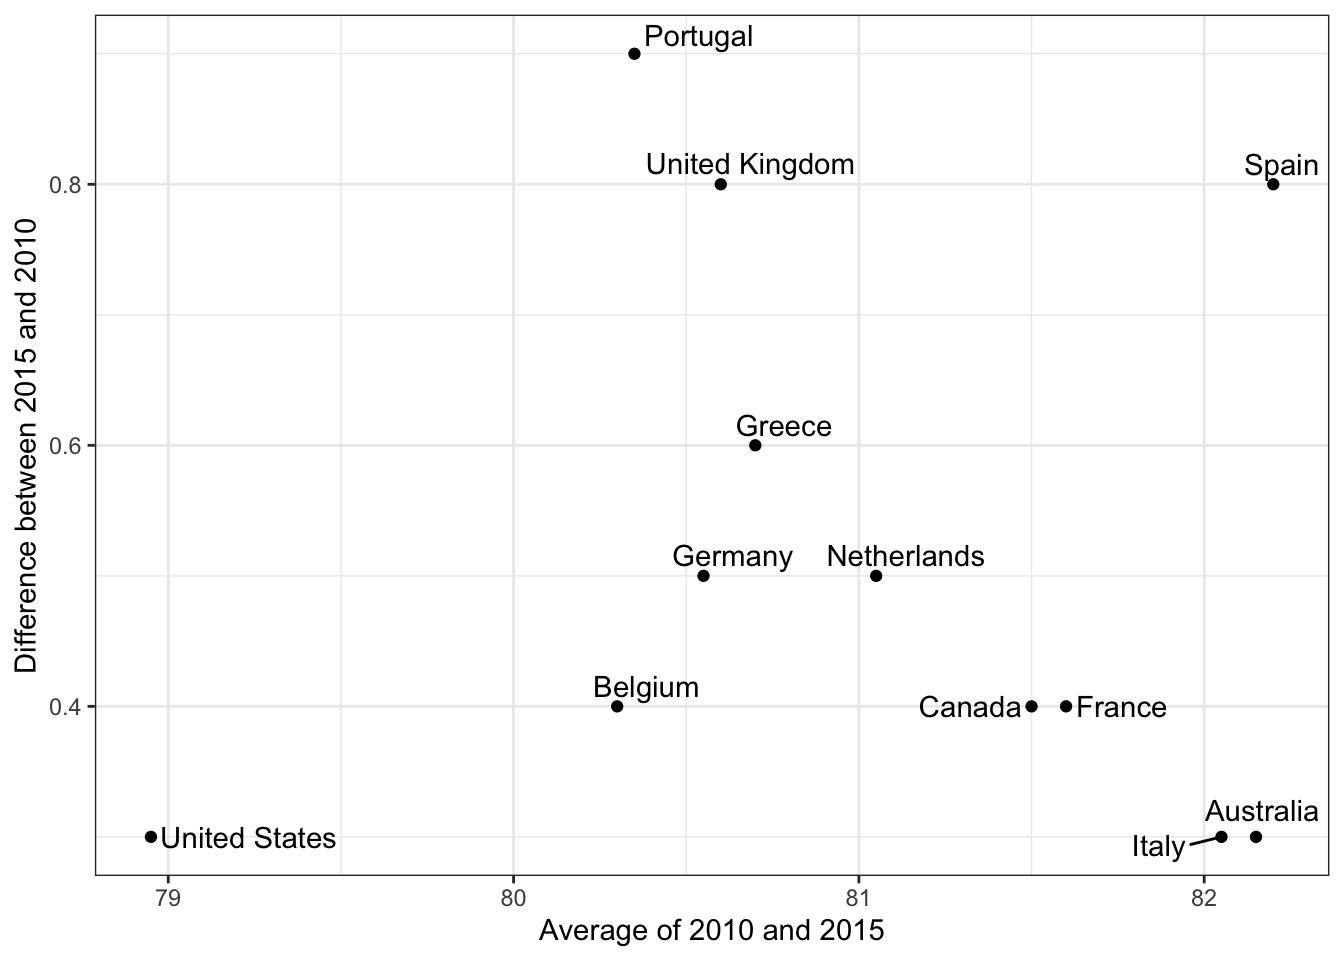 Portugal
United Kingdom
Spain
0.8
Greece
0.6
Germany
Netherlands
Belgium
Canada
France
0.4
Australia
United States
Italy
79
80
81
82
Average of 2010 and 2015
Difference between 2015 and 2010